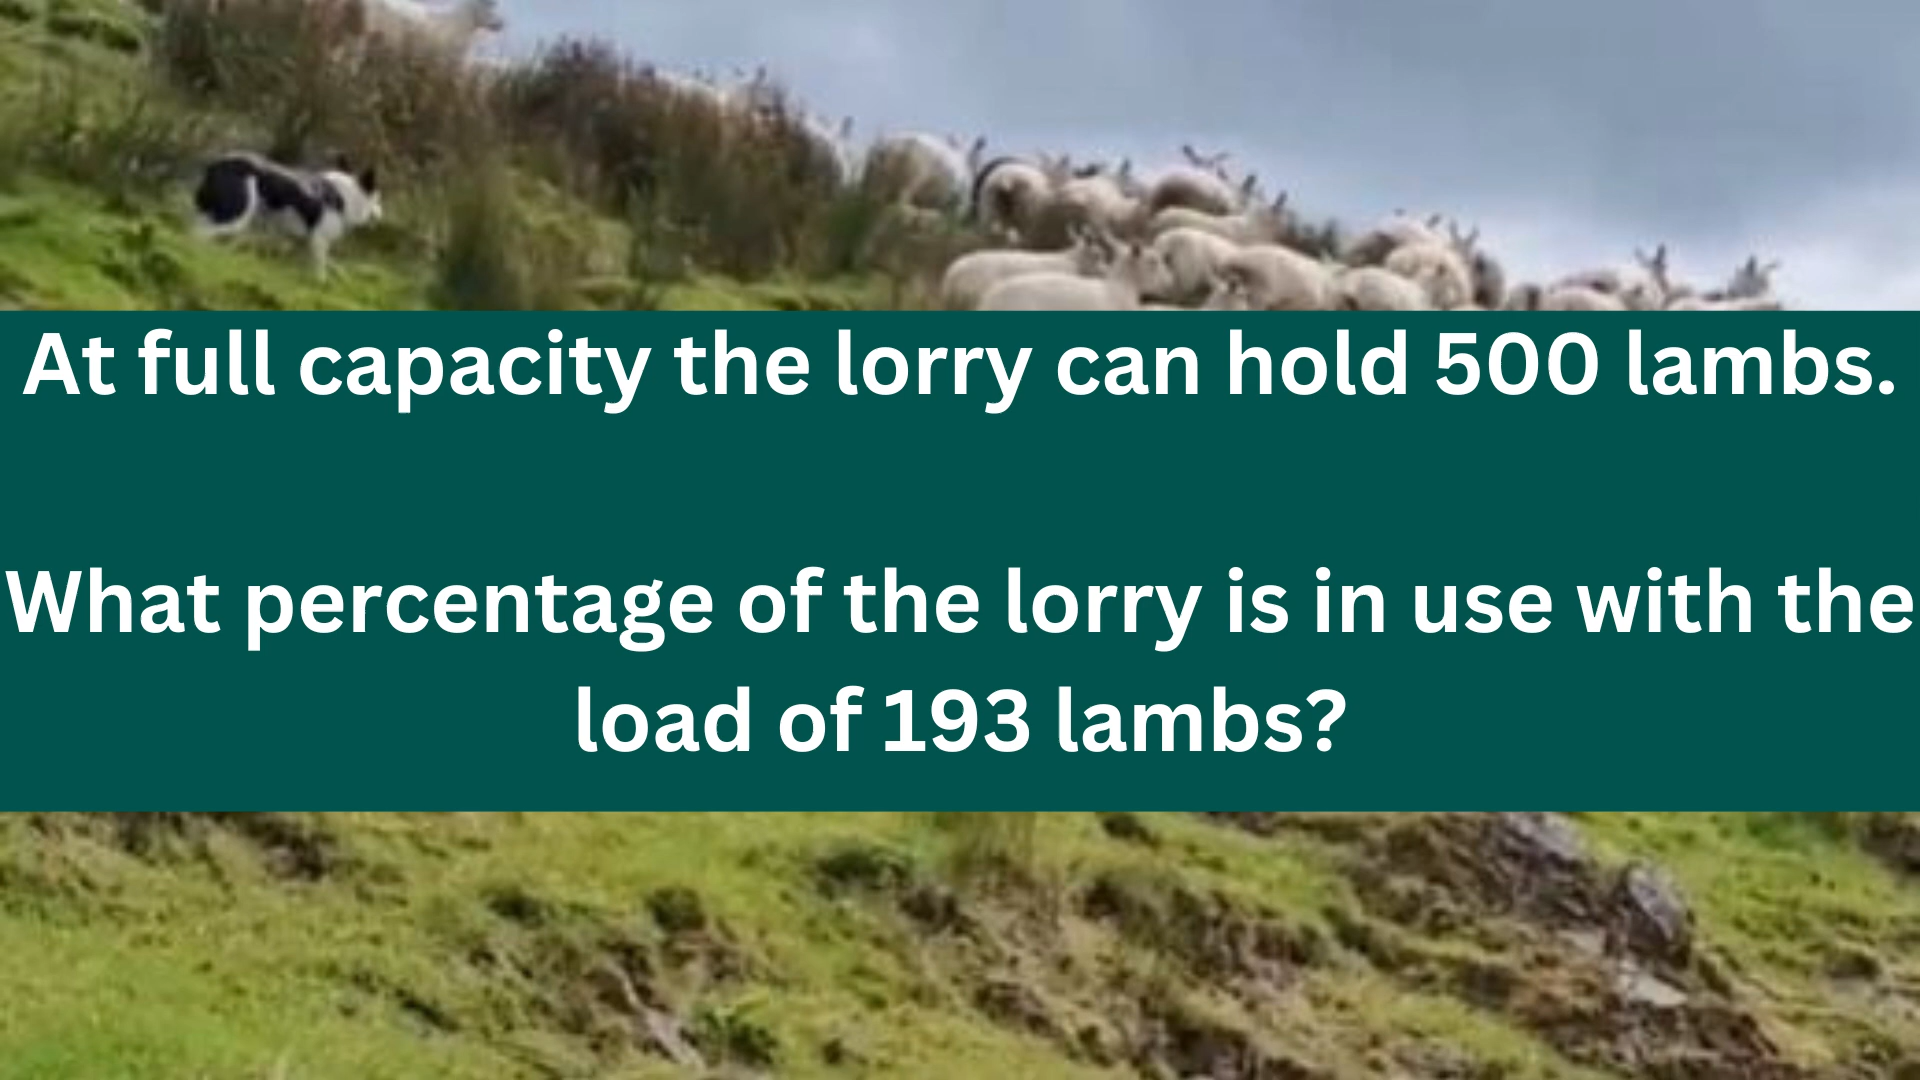 At full capacity the lorry can hold 500 lambs.
What percentage of the lorry is in use with the
load of 193 lambs?